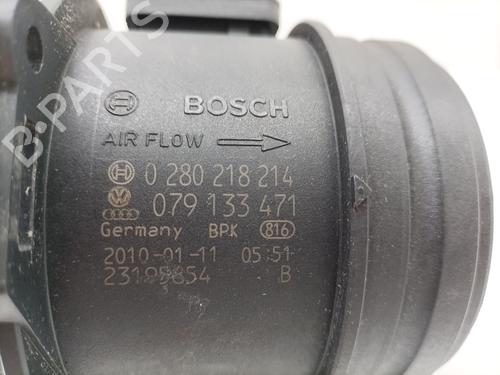 B-PARTS
BOSCH
AIR FLOW
0 280 218 214
079 133 471
Germany BPK 816
2010-01-11 05:51
23195854 B